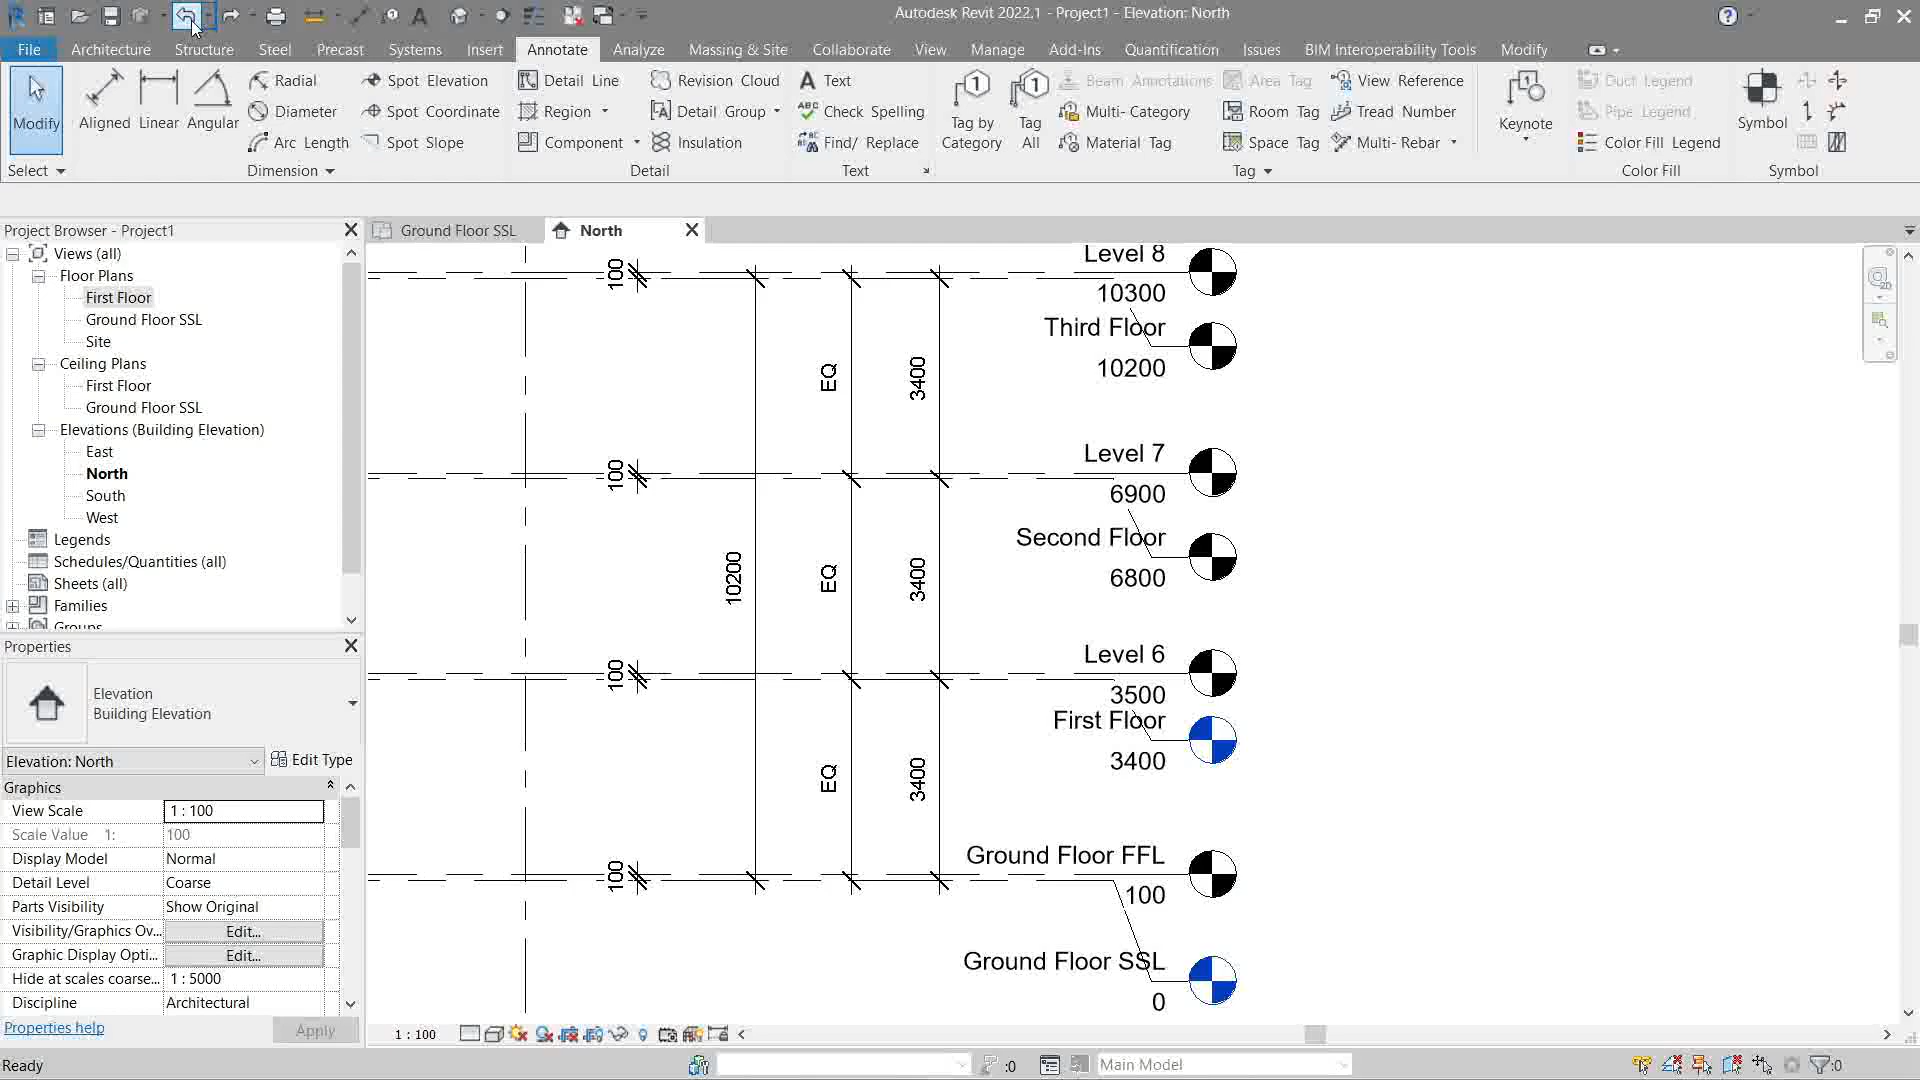 Autodesk Revit 2022.1 - Project1 - Elevation: North
File Architecture Structure Steel Precast Systems Insert Annotate Analyze Massing & Site Collaborate View Manage Add-Ins Quantification Issues BIM Interoperability Tools Modify
Modify
Select
Aligned Linear Angular
Radial
Diameter
Arc Length
Spot Elevation
Spot Coordinate
Spot Slope
Dimension
Detail Line
Region
Component
Revision Cloud
Detail Group
Insulation
Detail
Text
Check Spelling
Find/ Replace
Text
Tag by
Category
Tag
All
Beam Annotations
Multi- Category
Material Tag
Area Tag
Room Tag
Space Tag
View Reference
Tread Number
Multi- Rebar
Tag
Keynote
Duct Legend
Pipe Legend
Color Fill Legend
Color Fill
Symbol
Symbol
Project Browser - Project1
Views (all)
Floor Plans
First Floor
Ground Floor SSL
Site
Ceiling Plans
First Floor
Ground Floor SSL
Elevations (Building Elevation)
East
North
South
West
Legends
Schedules/Quantities (all)
Sheets (all)
Families
Groups
Properties
Elevation
Building Elevation
Elevation: North
Edit Type
Graphics
View Scale 1 : 100
Scale Value 1: 100
Display Model Normal
Detail Level Coarse
Parts Visibility Show Original
Visibility/Graphics Ov... Edit...
Graphic Display Opti... Edit...
Hide at scales coarse... 1 : 5000
Discipline Architectural
Properties help
Apply
Ground Floor SSL
North
Level 8
10300
Third Floor
10200
Level 7
6900
Second Floor
6800
Level 6
3500
First Floor
3400
Ground Floor FFL
100
Ground Floor SSL
0
100
100
100
100
10200
EQ
EQ
EQ
3400
3400
3400
2D
1 : 100
Ready
:0
Main Model
:0